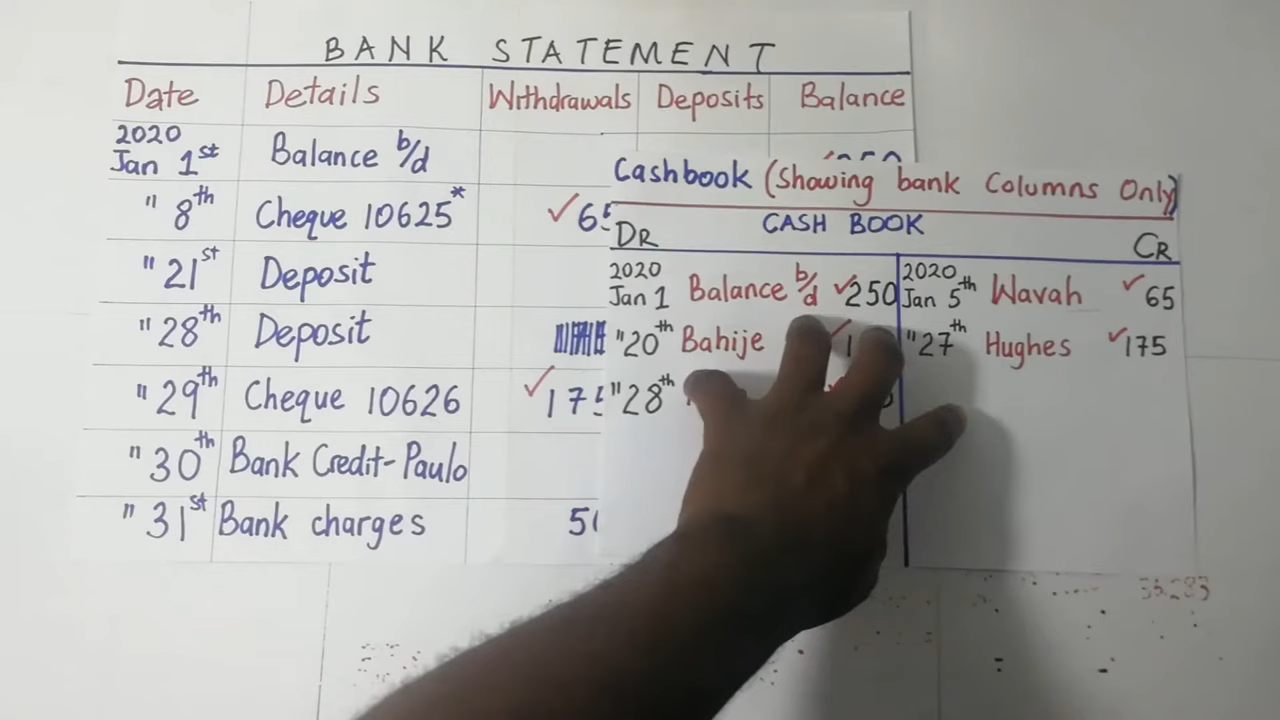 BANK STATEMENT
Date Details Withdrawals Deposits Balance
2020
Jan 1st Balance b/d
" 8th Cheque 10625* ✓
" 21st Deposit
" 28th Deposit
" 29th Cheque 10626 ✓
" 30th Bank Credit-Paulo
" 31st Bank charges
Cashbook (Showing bank Columns Only)
CASH BOOK
DR CR
2020
Jan 1 Balance b/d ✓250
" 20th Bahije
" 28th
2020
Jan 5th Wavah ✓65
" 27th Hughes ✓175